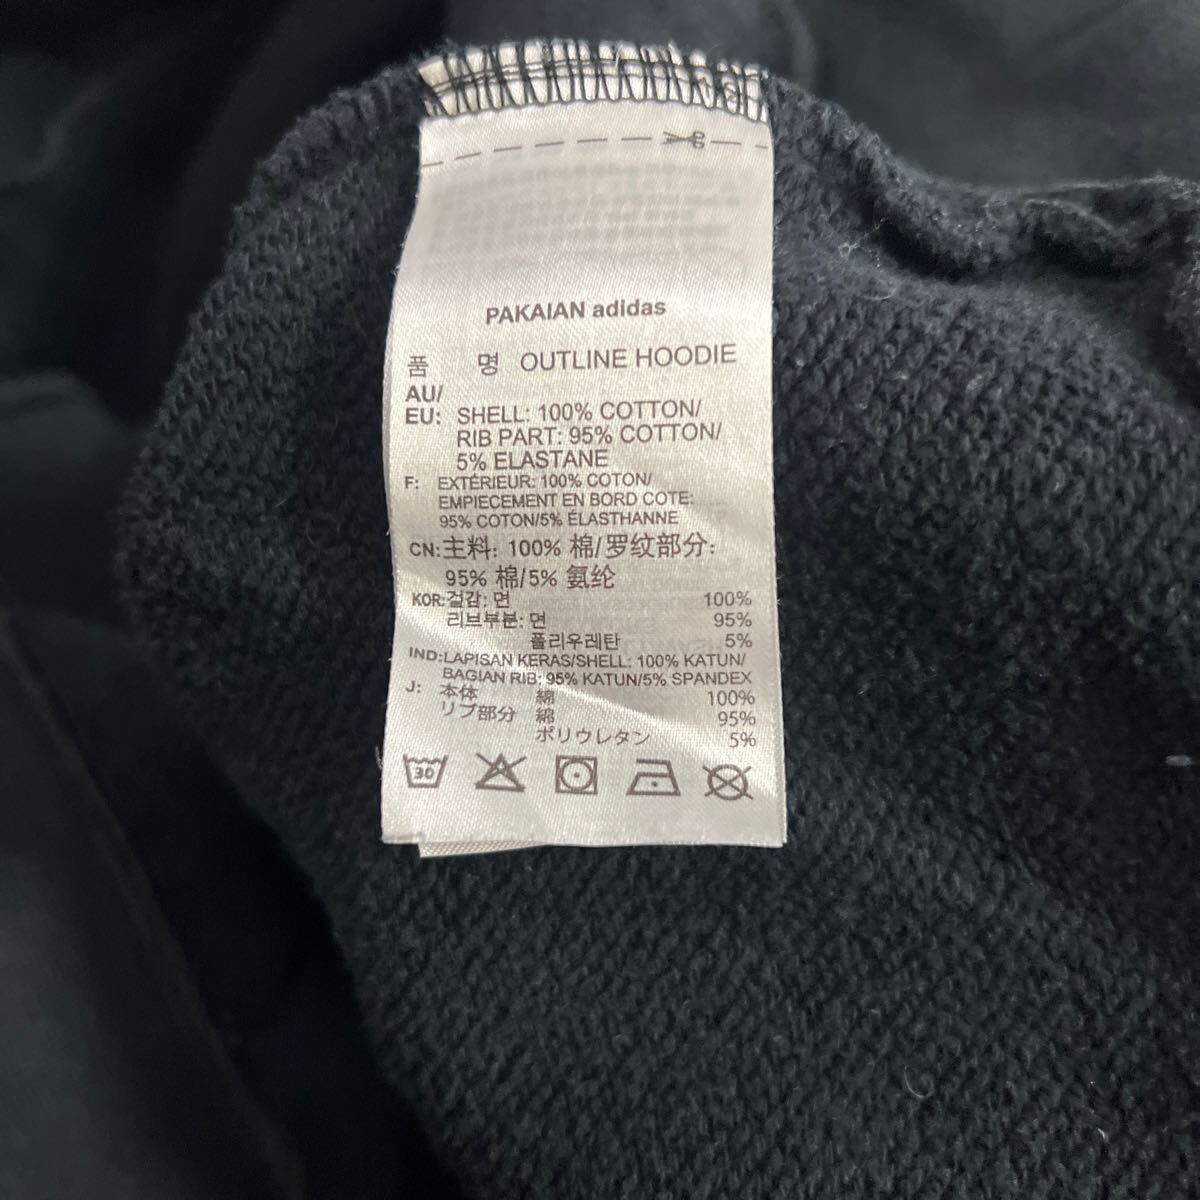 PAKAIAN adidas
품 명 OUTLINE HOODIE
AU/
EU: SHELL: 100% COTTON/
RIB PART: 95% COTTON/
5% ELASTANE
F: EXTÉRIEUR: 100% COTON/
EMPIECEMENT EN BORD COTE:
95% COTON/5% ÉLASTHANNE
CN: 主料: 100% 棉/罗纹部分:
95% 棉/5% 氨纶
KOR: 겉감: 면 100%
리브부분: 면 95%
폴리우레탄 5%
IND: LAPISAN KERAS/SHELL: 100% KATUN/
BAGIAN RIB: 95% KATUN/5% SPANDEX
J: 本体 綿 100%
リブ部分 綿 95%
ポリウレタン 5%
30